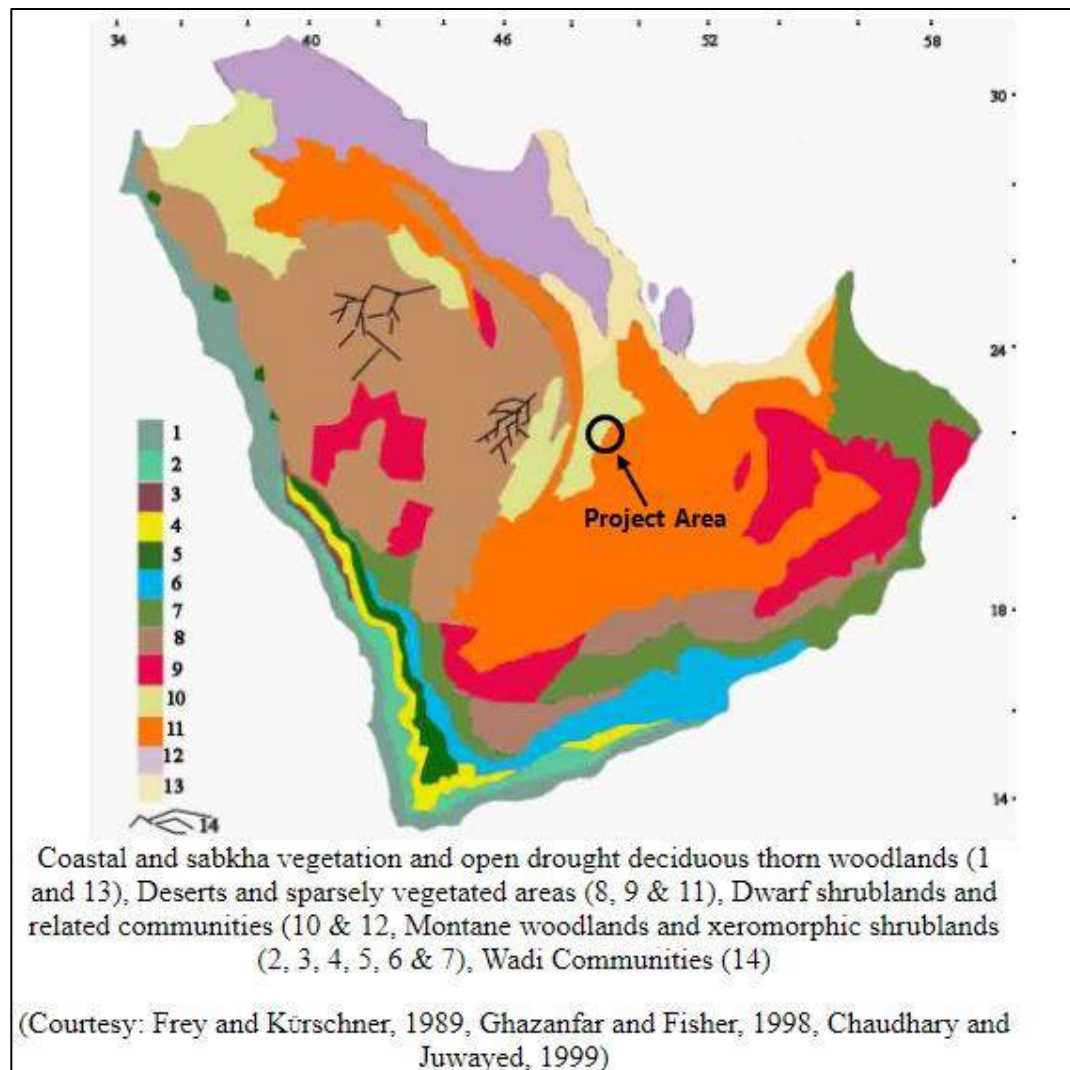 34 40 46 52 58
30
24
18
14
1
2
3
4
5
6
7
8
9
10
11
12
13
14
Project Area
Coastal and sabkha vegetation and open drought deciduous thorn woodlands (1
and 13), Deserts and sparsely vegetated areas (8, 9 & 11), Dwarf shrublands and
related communities (10 & 12, Montane woodlands and xeromorphic shrublands
(2, 3, 4, 5, 6 & 7), Wadi Communities (14)
(Courtesy: Frey and Kürschner, 1989, Ghazanfar and Fisher, 1998, Chaudhary and
Juwayed, 1999)